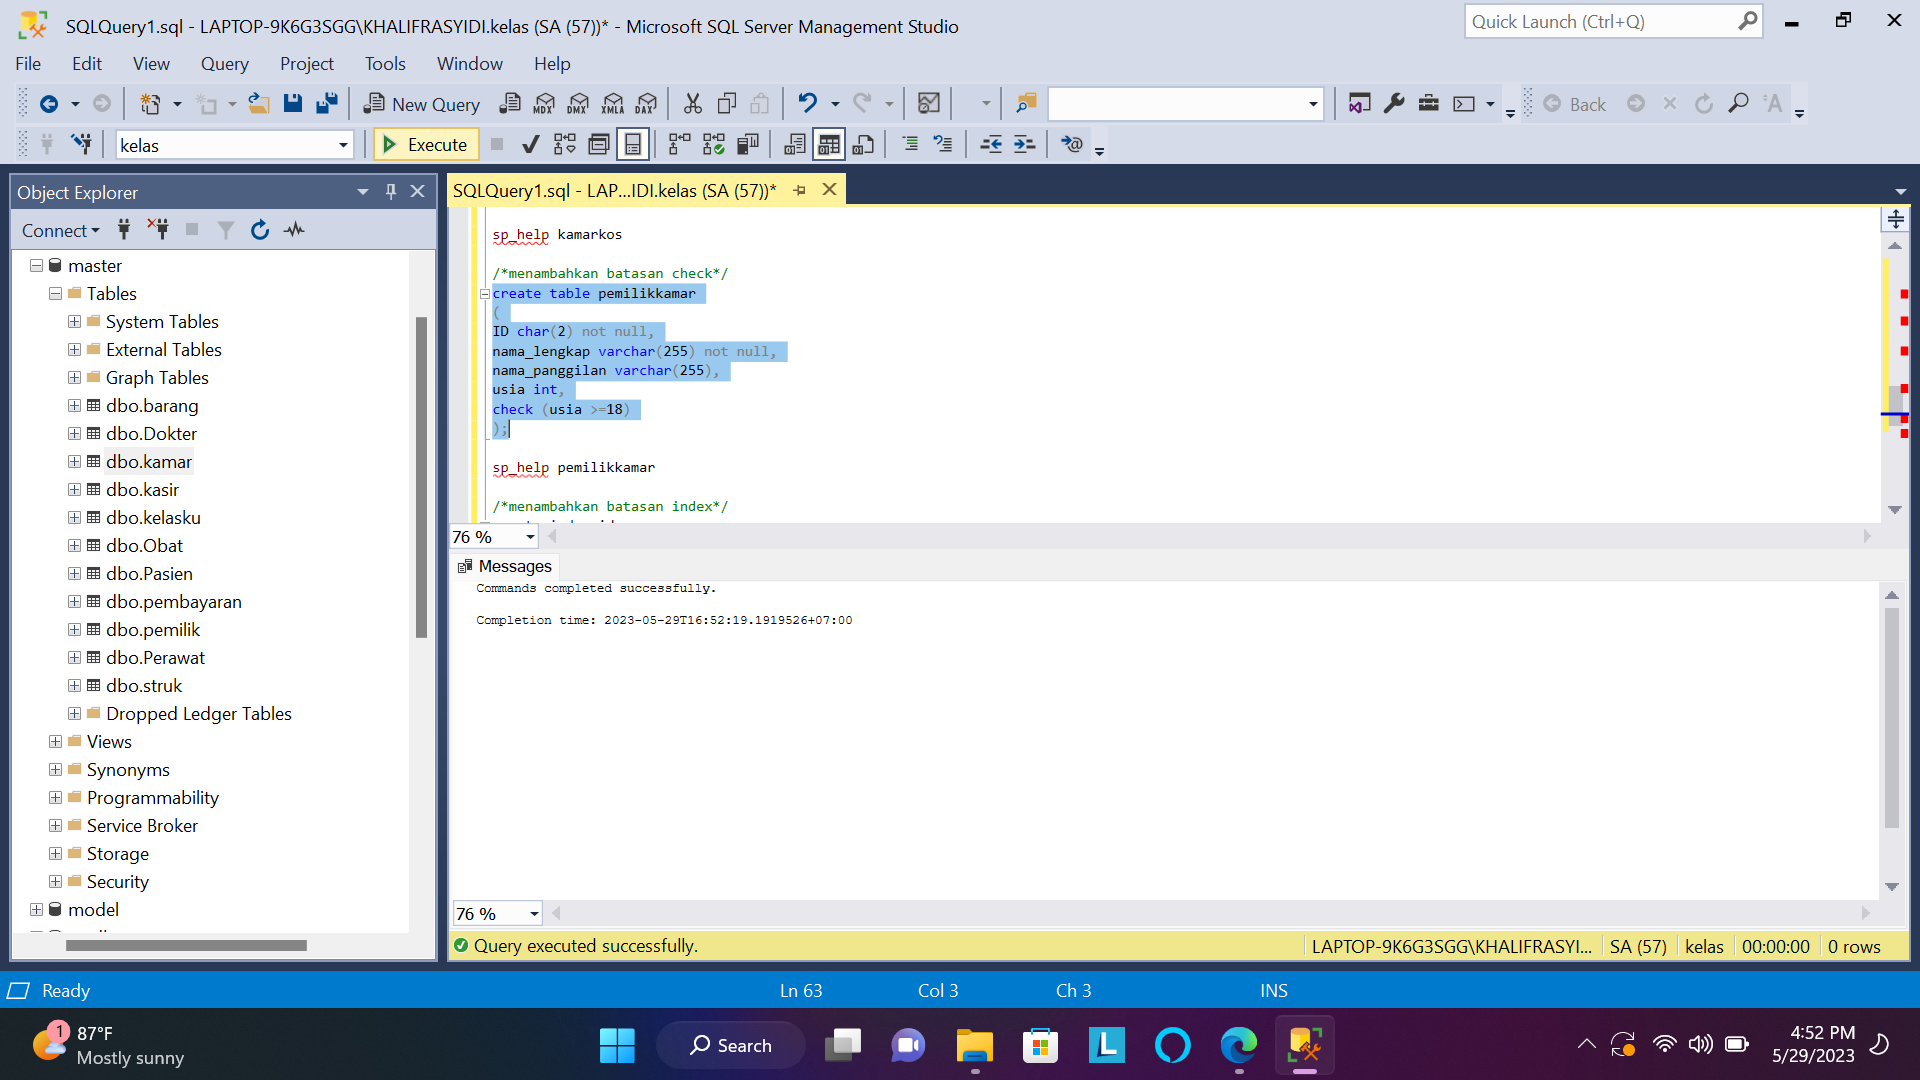 SQLQuery1.sql - LAPTOP-9K6G3SGG\KHALIFRASYIDI.kelas (SA (57))* - Microsoft SQL Server Management Studio
Quick Launch (Ctrl+Q)
File Edit View Query Project Tools Window Help
New Query MDX DMX XMLA DAX Back
kelas Execute
Object Explorer
Connect
master
Tables
System Tables
External Tables
Graph Tables
dbo.barang
dbo.Dokter
dbo.kamar
dbo.kasir
dbo.kelasku
dbo.Obat
dbo.Pasien
dbo.pembayaran
dbo.pemilik
dbo.Perawat
dbo.struk
Dropped Ledger Tables
Views
Synonyms
Programmability
Service Broker
Storage
Security
model
SQLQuery1.sql - LAP...IDI.kelas (SA (57))*
sp_help kamarkos
/*menambahkan batasan check*/
create table pemilikkamar
(
ID char(2) not null,
nama_lengkap varchar(255) not null,
nama_panggilan varchar(255),
usia int,
check (usia >=18)
);
sp_help pemilikkamar
/*menambahkan batasan index*/
76 %
Messages
Commands completed successfully.
Completion time: 2023-05-29T16:52:19.1919526+07:00
76 %
Query executed successfully. LAPTOP-9K6G3SGG\KHALIFRASYI... SA (57) kelas 00:00:00 0 rows
Ready Ln 63 Col 3 Ch 3 INS
1
87°F
Mostly sunny
Search
L
4:52 PM
5/29/2023